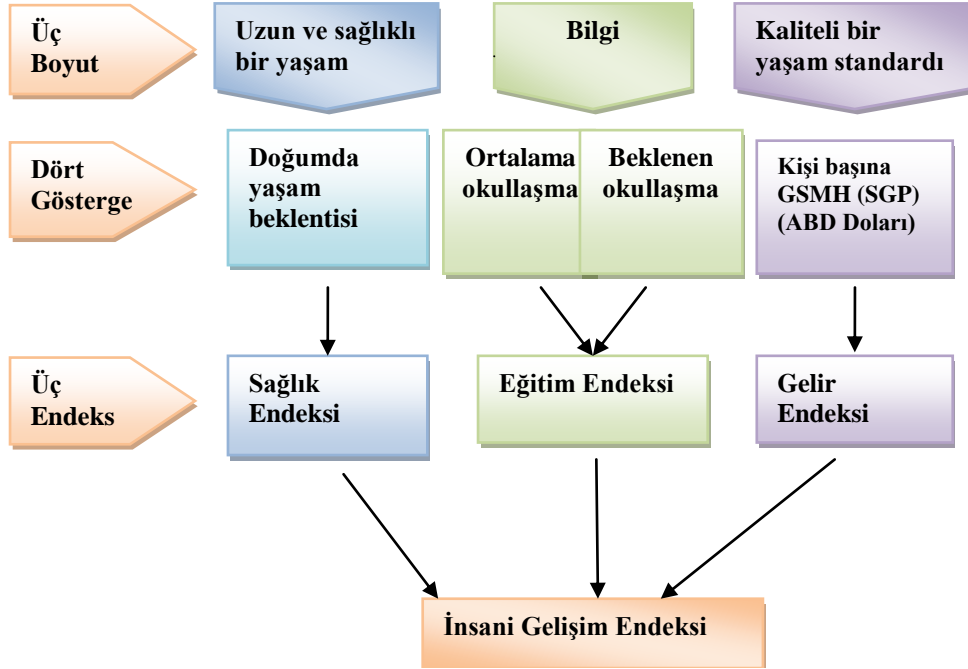 Üç
Boyut
Uzun ve sağlıklı
bir yaşam
Bilgi
Kaliteli bir
yaşam standardı
Dört
Gösterge
Doğumda
yaşam
beklentisi
Ortalama
okullaşma
Beklenen
okullaşma
Kişi başına
GSMH (SGP)
(ABD Doları)
Üç
Endeks
Sağlık
Endeksi
Eğitim Endeksi
Gelir
Endeksi
İnsani Gelişim Endeksi